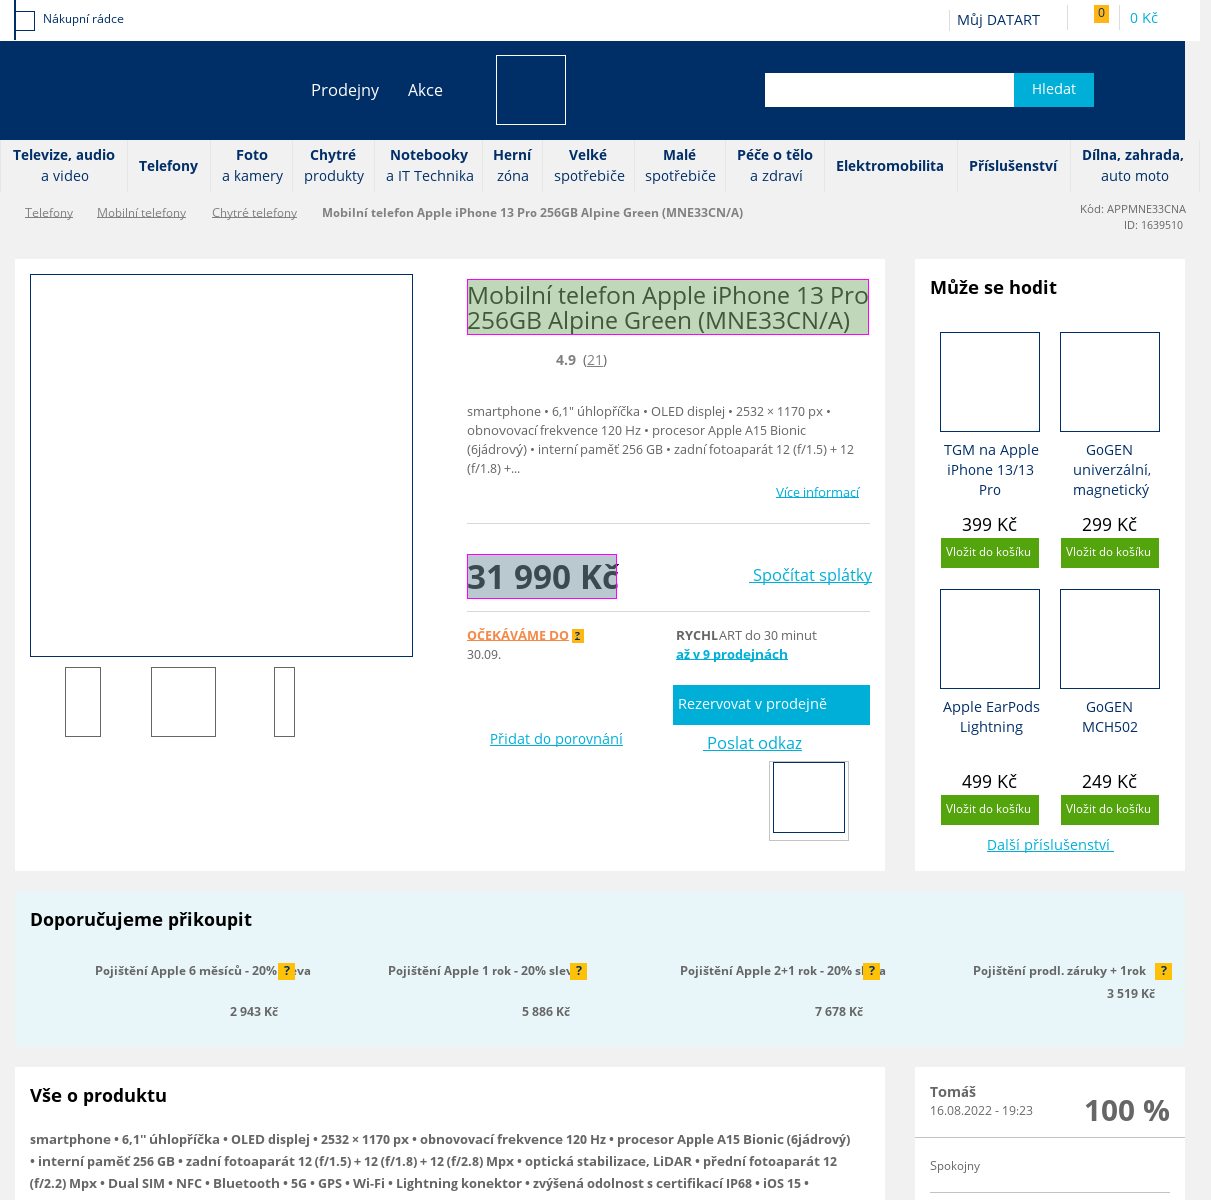 Nákupní rádce
Můj DATART
0
0 Kč
Prodejny
Akce
Hledat
Televize, audio
a video
Telefony
Foto
a kamery
Chytré
produkty
Notebooky
a IT Technika
Herní
zóna
Velké
spotřebiče
Malé
spotřebiče
Péče o tělo
a zdraví
Elektromobilita
Příslušenství
Dílna, zahrada,
auto moto
Telefony
Mobilní telefony
Chytré telefony
Mobilní telefon Apple iPhone 13 Pro 256GB Alpine Green (MNE33CN/A)
Kód: APPMNE33CNA
ID: 1639510
Mobilní telefon Apple iPhone 13 Pro
256GB Alpine Green (MNE33CN/A)
4.9 (21)
smartphone • 6,1" úhlopříčka • OLED displej • 2532 × 1170 px •
obnovovací frekvence 120 Hz • procesor Apple A15 Bionic
(6jádrový) • interní paměť 256 GB • zadní fotoaparát 12 (f/1.5) + 12
(f/1.8) +...
Více informací
31 990 Kč
Spočítat splátky
OČEKÁVÁME DO ?
30.09.
RYCHLART do 30 minut
až v 9 prodejnách
Rezervovat v prodejně
Přidat do porovnání
Poslat odkaz
Může se hodit
TGM na Apple
iPhone 13/13
Pro
399 Kč
Vložit do košíku
GoGEN
univerzální,
magnetický
299 Kč
Vložit do košíku
Apple EarPods
Lightning
499 Kč
Vložit do košíku
GoGEN
MCH502
249 Kč
Vložit do košíku
Další příslušenství
Doporučujeme přikoupit
Pojištění Apple 6 měsíců - 20% ?
2 943 Kč
Pojištění Apple 1 rok - 20% ?
5 886 Kč
Pojištění Apple 2+1 rok - 20% ?
7 678 Kč
Pojištění prodl. záruky + 1rok ?
3 519 Kč
Vše o produktu
smartphone • 6,1'' úhlopříčka • OLED displej • 2532 × 1170 px • obnovovací frekvence 120 Hz • procesor Apple A15 Bionic (6jádrový)
• interní paměť 256 GB • zadní fotoaparát 12 (f/1.5) + 12 (f/1.8) + 12 (f/2.8) Mpx • optická stabilizace, LiDAR • přední fotoaparát 12
(f/2.2) Mpx • Dual SIM • NFC • Bluetooth • 5G • GPS • Wi-Fi • Lightning konektor • zvýšená odolnost s certifikací IP68 • iOS 15 •
Tomáš
16.08.2022 - 19:23
100 %
Spokojny